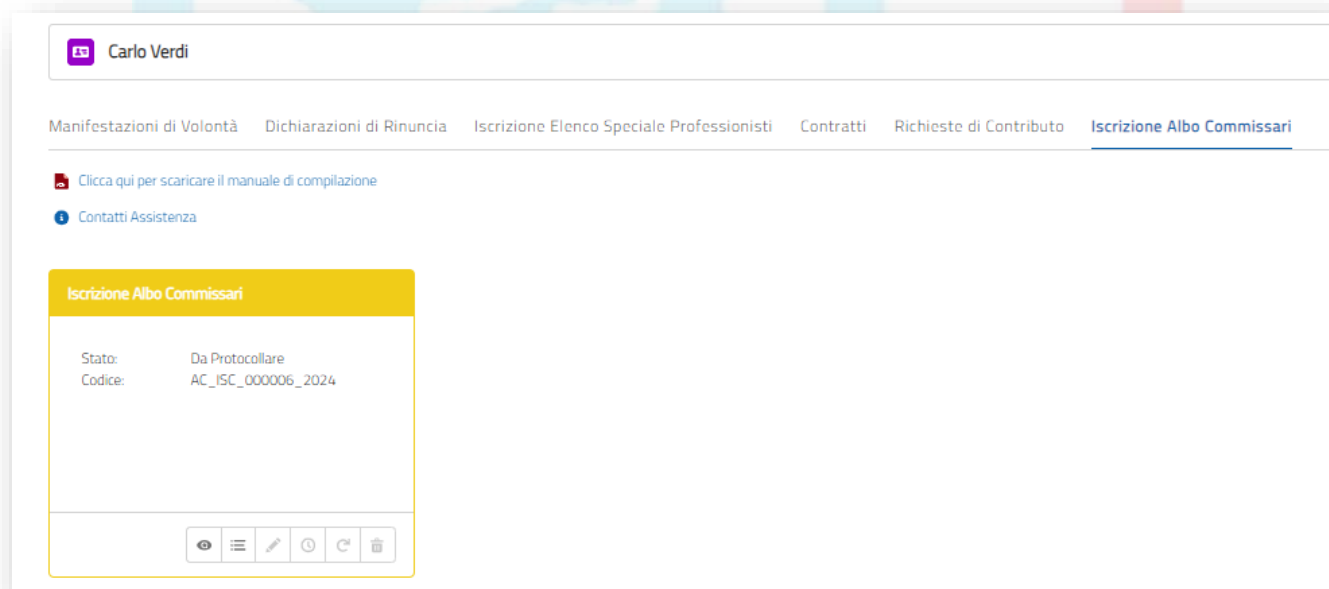 Carlo Verdi
Manifestazioni di Volontà Dichiarazioni di Rinuncia Iscrizione Elenco Speciale Professionisti Contratti Richieste di Contributo Iscrizione Albo Commissari
Clicca qui per scaricare il manuale di compilazione
Contatti Assistenza
Iscrizione Albo Commissari
Stato: Da Protocollare
Codice: AC_ISC_000006_2024